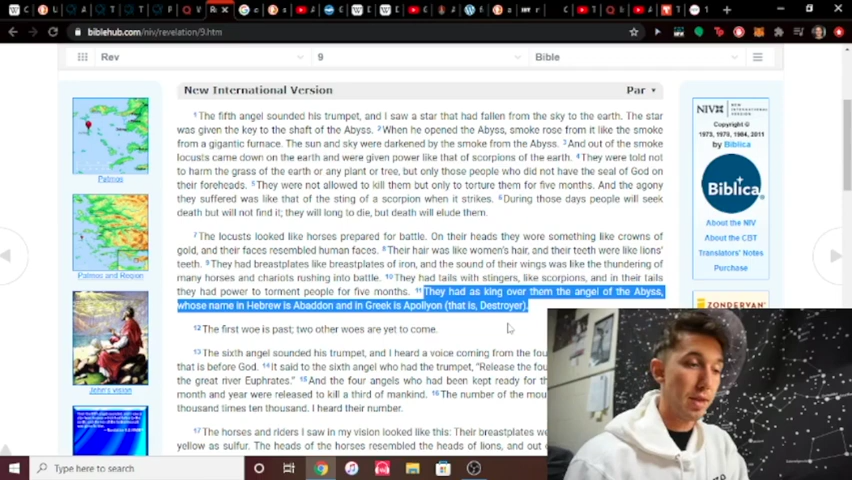 biblehub.com/niv/revelation/9.htm
Rev
9
Bible
New International Version
Par
1The fifth angel sounded his trumpet, and I saw a star that had fallen from the sky to the earth. The star
was given the key to the shaft of the Abyss. 2When he opened the Abyss, smoke rose from it like the smoke
from a gigantic furnace. The sun and sky were darkened by the smoke from the Abyss. 3And out of the smoke
locusts came down on the earth and were given power like that of scorpions of the earth. 4They were told not
to harm the grass of the earth or any plant or tree, but only those people who did not have the seal of God on
their foreheads. 5They were not allowed to kill them but only to torture them for five months. And the agony
they suffered was like that of the sting of a scorpion when it strikes. 6During those days people will seek
death but will not find it; they will long to die, but death will elude them.
7The locusts looked like horses prepared for battle. On their heads they wore something like crowns of
gold, and their faces resembled human faces. 8Their hair was like women's hair, and their teeth were like lions'
teeth. 9They had breastplates like breastplates of iron, and the sound of their wings was like the thundering of
many horses and chariots rushing into battle. 10They had tails with stingers, like scorpions, and in their tails
they had power to torment people for five months. 11They had as king over them the angel of the Abyss,
whose name in Hebrew is Abaddon and in Greek is Apollyon (that is, Destroyer).
12The first woe is past; two other woes are yet to come.
13The sixth angel sounded his trumpet, and I heard a voice coming from the fou
that is before God. 14It said to the sixth angel who had the trumpet, "Release the fou
the great river Euphrates." 15And the four angels who had been kept ready for th
month and year were released to kill a third of mankind. 16The number of the mou
thousand times ten thousand. I heard their number.
17The horses and riders I saw in my vision looked like this: Their breastplates we
yellow as sulfur. The heads of the horses resembled the heads of lions, and out o
Patmos
Patmos and Region
John's vision
NIV
Copyright ©
1973, 1978, 1984, 2011
by Biblica
Biblica
About the NIV
About the CBT
Translators' Notes
Purchase
ZONDERVAN
Type here to search